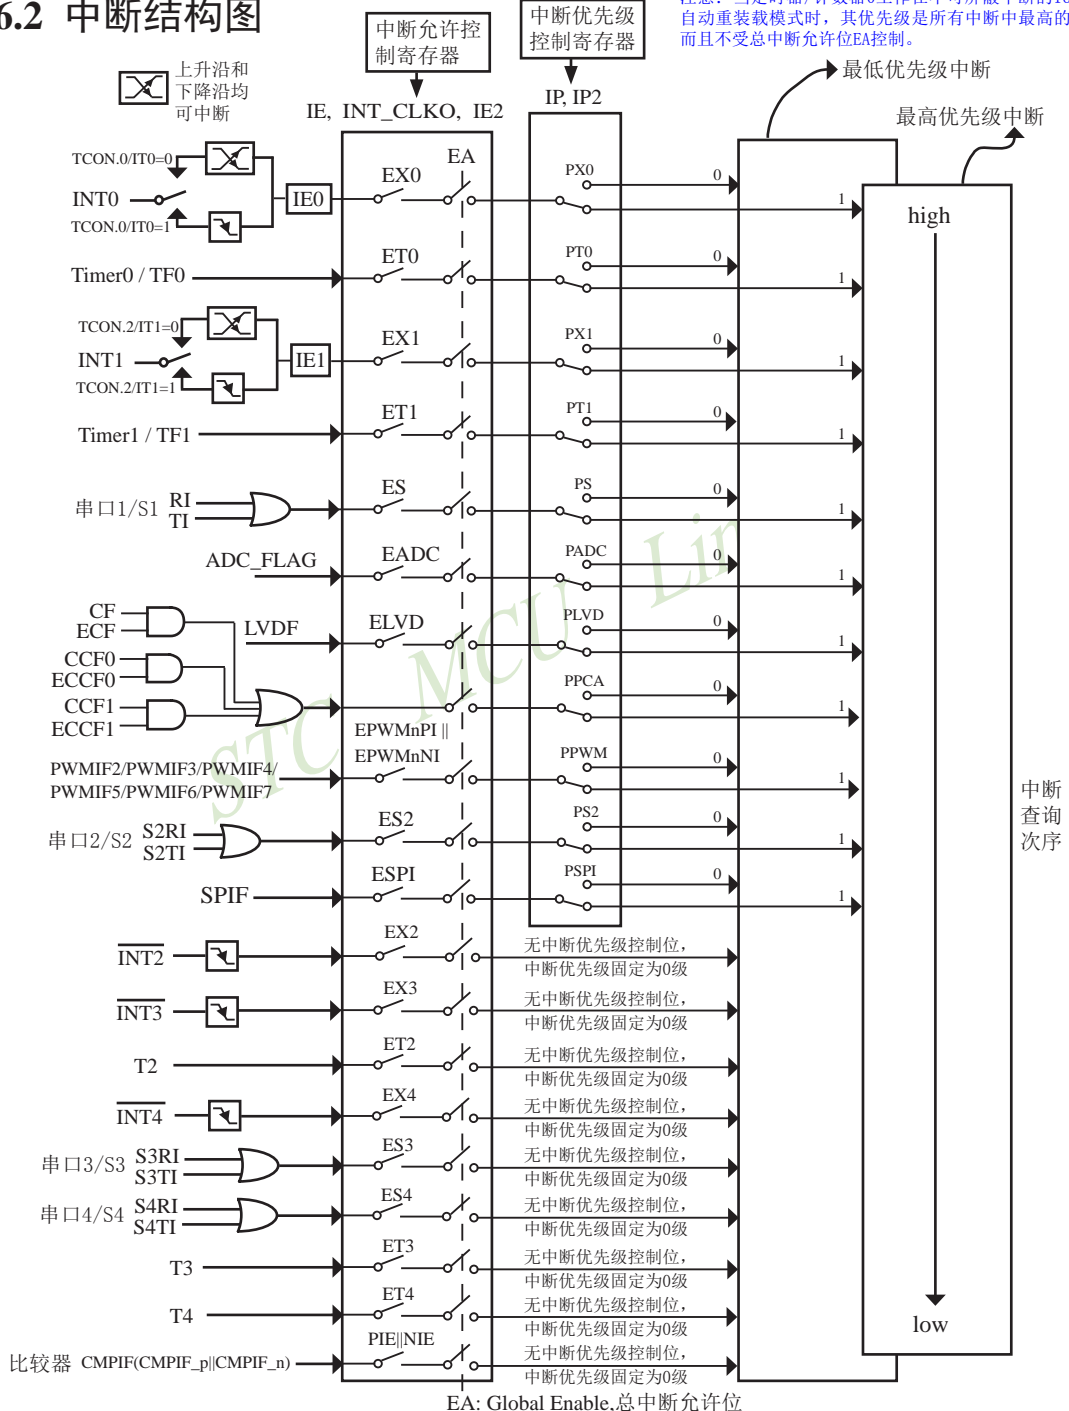 6.2 中断结构图
自动重装载模式时，其优先级是所有中断中最高的
而且不受总中断允许位EA控制。
中断允许控
制寄存器
中断优先级
控制寄存器
最低优先级中断
最高优先级中断
上升沿和
下降沿均
可中断
IE, INT_CLKO, IE2
IP, IP2
EA
TCON.0/IT0=0
INT0
TCON.0/IT0=1
IE0
EX0
PX0
0
1
high
Timer0 / TF0
ET0
PT0
0
1
TCON.2/IT1=0
INT1
TCON.2/IT1=1
IE1
EX1
PX1
0
1
Timer1 / TF1
ET1
PT1
0
1
串口1/S1
RI
TI
ES
PS
0
1
ADC_FLAG
EADC
PADC
0
1
CF
ECF
CCF0
ECCF0
CCF1
ECCF1
LVDF
ELVD
PLVD
0
1
PPCA
0
1
PWMIF2/PWMIF3/PWMIF4/
PWMIF5/PWMIF6/PWMIF7
EPWMnPI ||
EPWMnNI
PPWM
0
1
串口2/S2
S2RI
S2TI
ES2
PS2
0
1
SPIF
ESPI
PSPI
0
1
中断
查询
次序
INT2
EX2
无中断优先级控制位，
中断优先级固定为0级
INT3
EX3
无中断优先级控制位，
中断优先级固定为0级
T2
ET2
无中断优先级控制位，
中断优先级固定为0级
INT4
EX4
无中断优先级控制位，
中断优先级固定为0级
串口3/S3
S3RI
S3TI
ES3
无中断优先级控制位，
中断优先级固定为0级
串口4/S4
S4RI
S4TI
ES4
无中断优先级控制位，
中断优先级固定为0级
T3
ET3
无中断优先级控制位，
中断优先级固定为0级
T4
ET4
无中断优先级控制位，
中断优先级固定为0级
low
比较器 CMPIF(CMPIF_p||CMPIF_n)
PIE||NIE
无中断优先级控制位，
中断优先级固定为0级
EA: Global Enable,总中断允许位
STC MCU